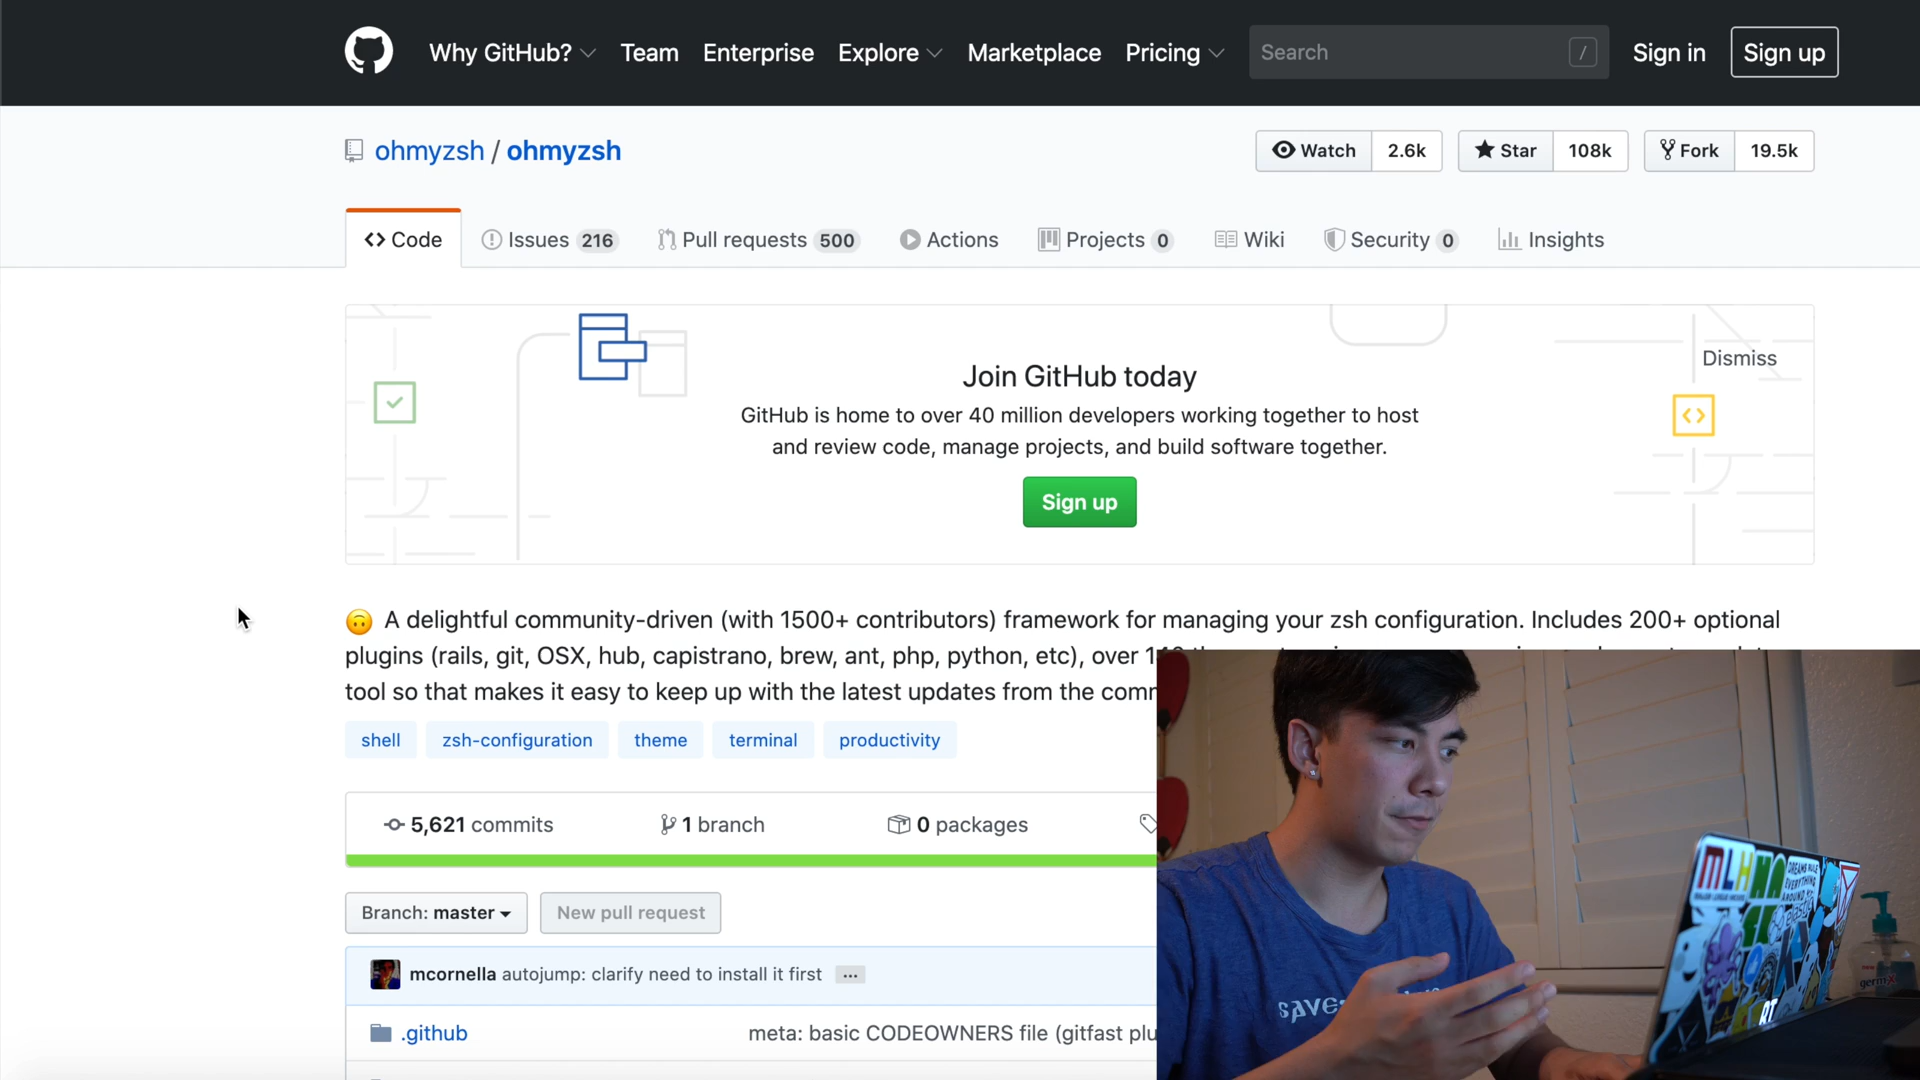 Why GitHub? Team Enterprise Explore Marketplace Pricing Search / Sign in Sign up
ohmyzsh / ohmyzsh Watch 2.6k Star 108k Fork 19.5k
Code Issues 216 Pull requests 500 Actions Projects 0 Wiki Security 0 Insights
Dismiss
Join GitHub today
GitHub is home to over 40 million developers working together to host
and review code, manage projects, and build software together.
Sign up
🙃 A delightful community-driven (with 1500+ contributors) framework for managing your zsh configuration. Includes 200+ optional
plugins (rails, git, OSX, hub, capistrano, brew, ant, php, python, etc), over
tool so that makes it easy to keep up with the latest updates from the
shell zsh-configuration theme terminal productivity
5,621 commits 1 branch 0 packages
Branch: master New pull request
mcornella autojump: clarify need to install it first ...
.github meta: basic CODEOWNERS file (gitfast
MLH
germX